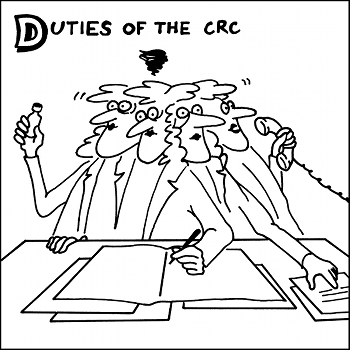 DUTIES OF THE CRC